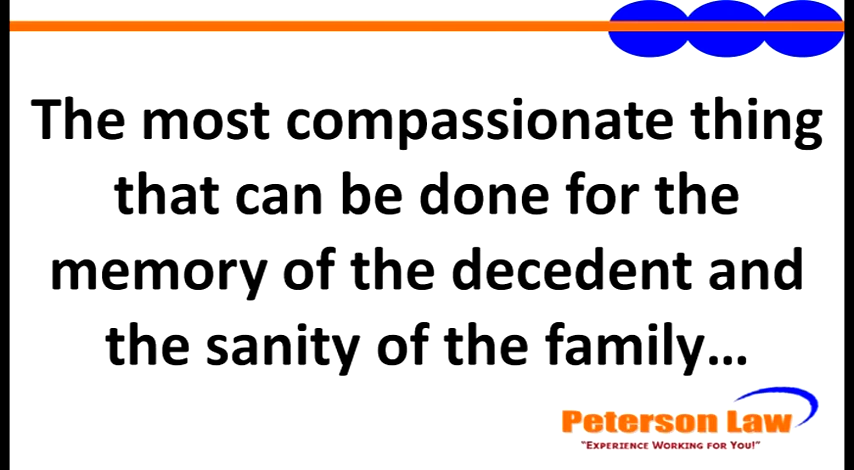 The most compassionate thing
that can be done for the
memory of the decedent and
the sanity of the family…
Peterson Law
"EXPERIENCE WORKING FOR YOU!"